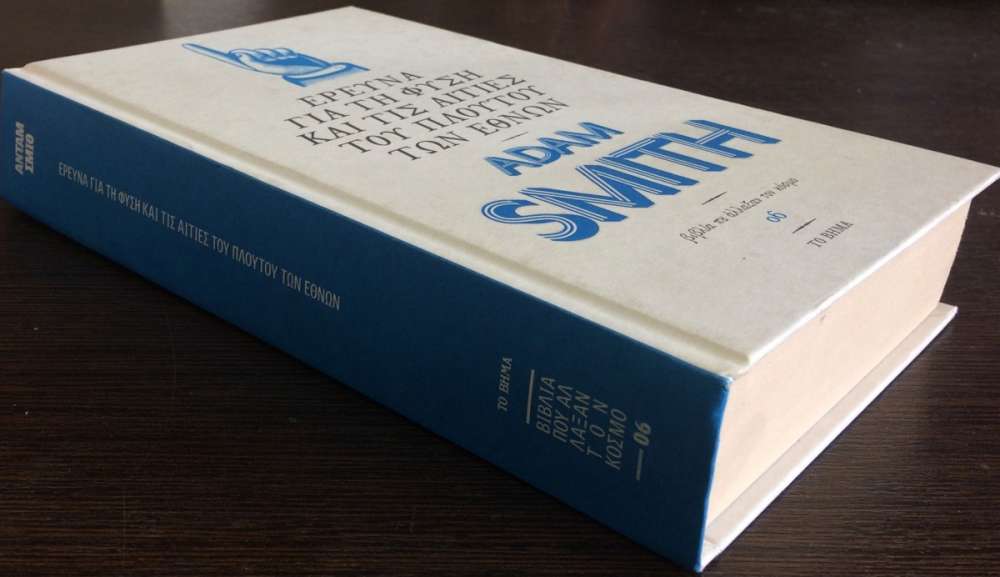 ΕΡΕΥΝΑ
ΓΙΑ ΤΗ ΦΥΣΗ
ΚΑΙ ΤΙΣ ΑΙΤΙΕΣ
ΤΟΥ ΠΛΟΥΤΟΥ
ΤΩΝ ΕΘΝΩΝ
ADAM
SMITH
βιβλία που άλλαξαν τον κόσμο
06
ΤΟ ΒΗΜΑ
ΑΝΤΑΜ
ΣΜΙΘ
ΕΡΕΥΝΑ ΓΙΑ ΤΗ ΦΥΣΗ ΚΑΙ ΤΙΣ ΑΙΤΙΕΣ ΤΟΥ ΠΛΟΥΤΟΥ ΤΩΝ ΕΘΝΩΝ
ΤΟ ΒΗΜΑ
ΒΙΒΛΙΑ
ΠΟΥ ΑΛ
ΛΑΞΑΝ
ΤΟΝ
ΚΟΣΜΟ
06